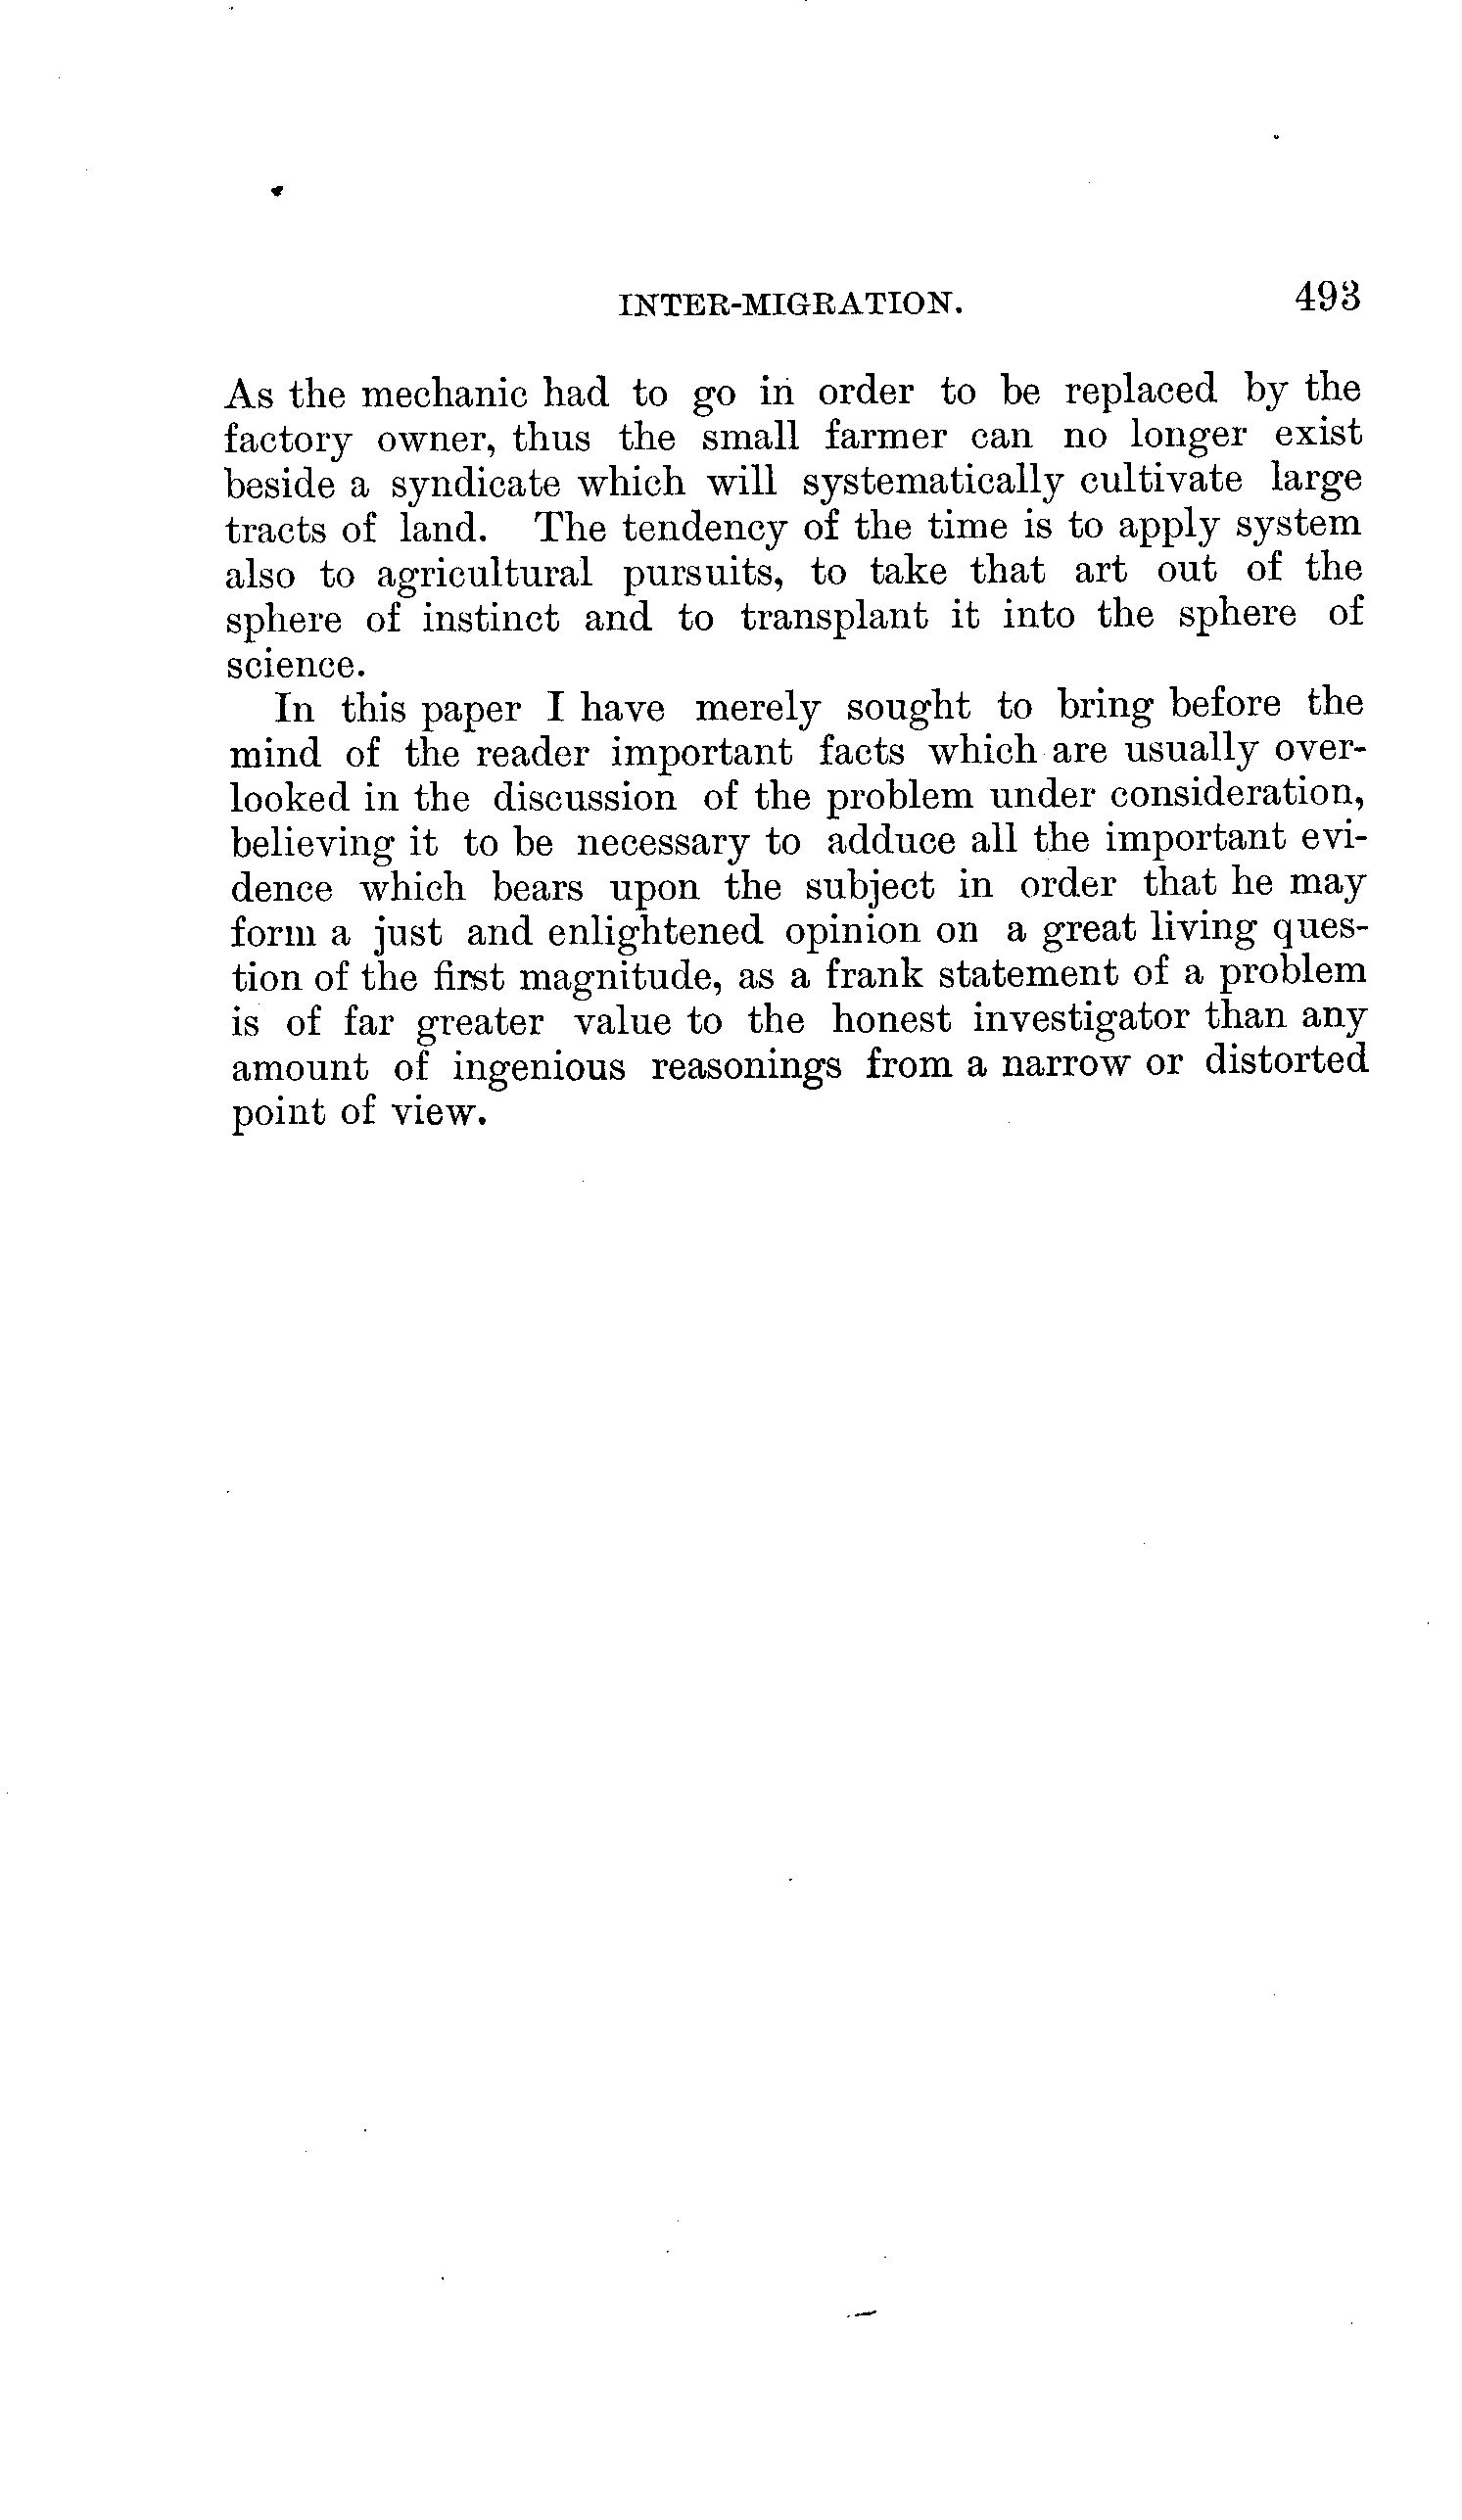 INTER-MIGRATION. 493
As the mechanic had to go in order to be replaced by the
factory owner, thus the small farmer can no longer exist
beside a syndicate which will systematically cultivate large
tracts of land. The tendency of the time is to apply system
also to agricultural pursuits, to take that art out of the
sphere of instinct and to transplant it into the sphere of
science.
In this paper I have merely sought to bring before the
mind of the reader important facts which are usually over-
looked in the discussion of the problem under consideration,
believing it to be necessary to adduce all the important evi-
dence which bears upon the subject in order that he may
form a just and enlightened opinion on a great living ques-
tion of the first magnitude, as a frank statement of a problem
is of far greater value to the honest investigator than any
amount of ingenious reasonings from a narrow or distorted
point of view.